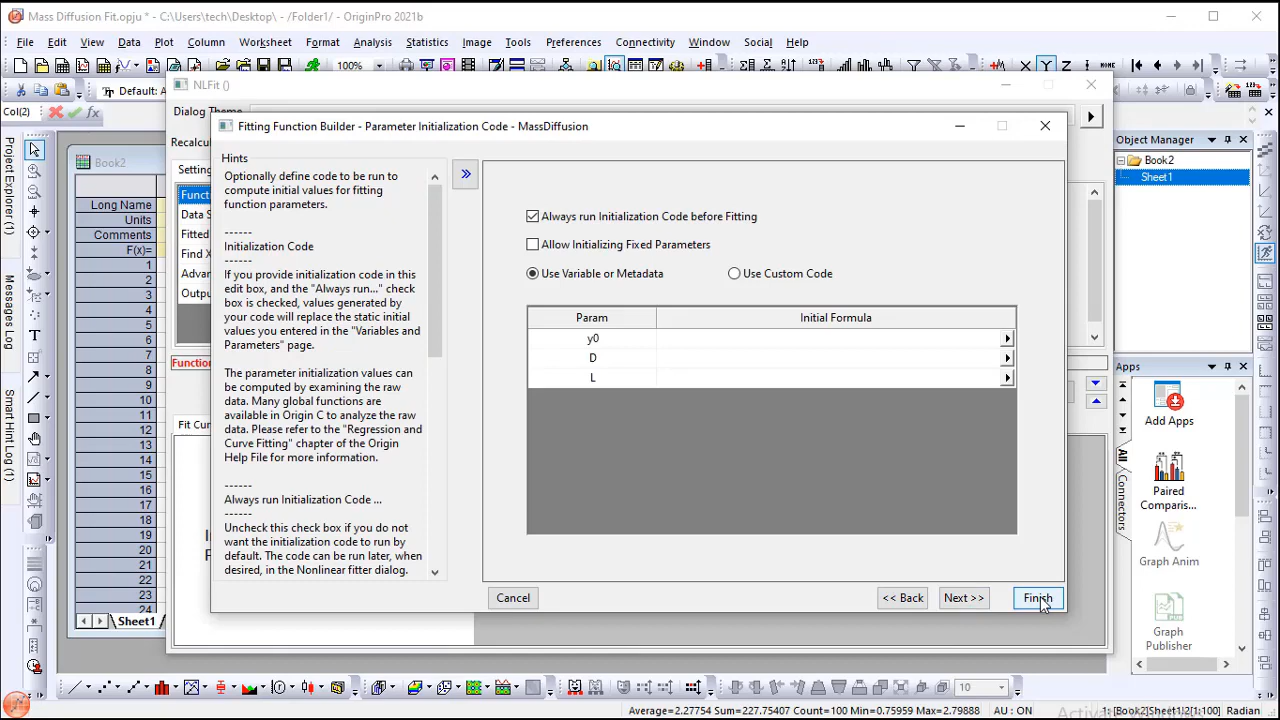 Mass Diffusion Fit.opju * - C:\Users\tech\Desktop\ - /Folder1/ - OriginPro 2021b
File Edit View Data Plot Column Worksheet Format Analysis Statistics Image Tools Preferences Connectivity Window Social Help
100%
Default: A
Col(2)
NLFit ()
Dialog Theme
Recalcu
Setting
Funct
Data S
Fitted
Find X
Advan
Outpu
Function
Fit Cur
Project Explorer (1)
Messages Log
Smart Hint Log (1)
Book2
Long Name
Units
Comments
F(x)=
1
2
3
4
5
6
7
8
9
10
11
12
13
14
15
16
17
18
19
20
21
22
23
24
Sheet1
Fitting Function Builder - Parameter Initialization Code - MassDiffusion
Hints
Optionally define code to be run to
compute initial values for fitting
function parameters.
------
Initialization Code
------
If you provide initialization code in this
edit box, and the "Always run..." check
box is checked, values generated by
your code will replace the static initial
values you entered in the "Variables and
Parameters" page.
The parameter initialization values can
be computed by examining the raw
data. Many global functions are
available in Origin C to analyze the raw
data. Please refer to the "Regression and
Curve Fitting" chapter of the Origin
Help File for more information.
------
Always run Initialization Code ...
------
Uncheck this check box if you do not
want the initialization code to run by
default. The code can be run later, when
desired, in the Nonlinear fitter dialog.
Always run Initialization Code before Fitting
Allow Initializing Fixed Parameters
Use Variable or Metadata Use Custom Code
Param Initial Formula
y0
D
L
Cancel << Back Next >> Finish
Object Manager
Book2
Sheet1
Apps
Add Apps
Paired
Comparis...
Graph Anim
Graph
Publisher
All
Connectors
10
Average=2.27754 Sum=227.75407 Count=100 Min=0.75959 Max=2.79888 AU : ON 1: [Book2]Sheet1!2[1:100] Radian